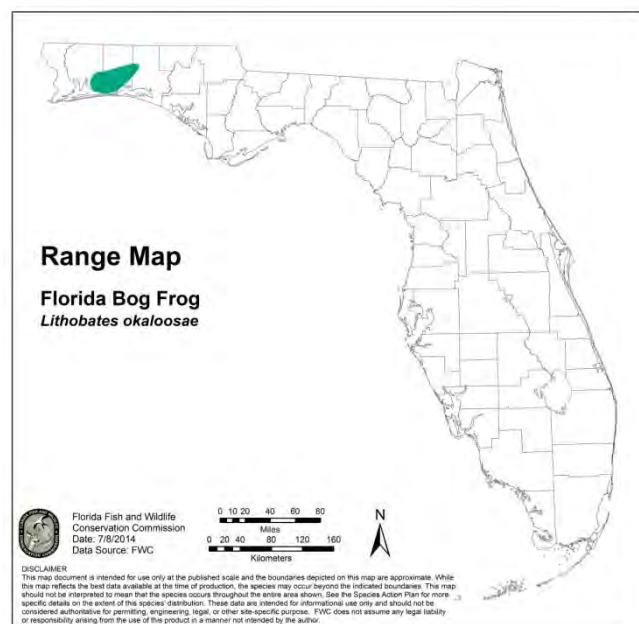 Range Map
Florida Bog Frog
Lithobates okaloosae
Florida Fish and Wildlife
Conservation Commission
Date: 7/8/2014
Data Source: FWC
0 10 20 40 60 80
Miles
0 20 40 80 120 160
Kilometers
N
DISCLAIMER
This map document is intended for use only at the published scale and the boundaries depicted on this map are approximate. While
this map reflects the best data available at the time of production, the species may occur beyond the indicated boundaries. This map
should not be interpreted to mean that the species occurs throughout the entire area shown. See the Species Action Plan for more
specific details on the extent of this species' distribution. These data are intended for informational use only and should not be
considered authoritative for permitting, engineering, legal, or other site-specific purpose. FWC does not assume any legal liability
or responsibility arising from the use of this product in a manner not intended by the author.